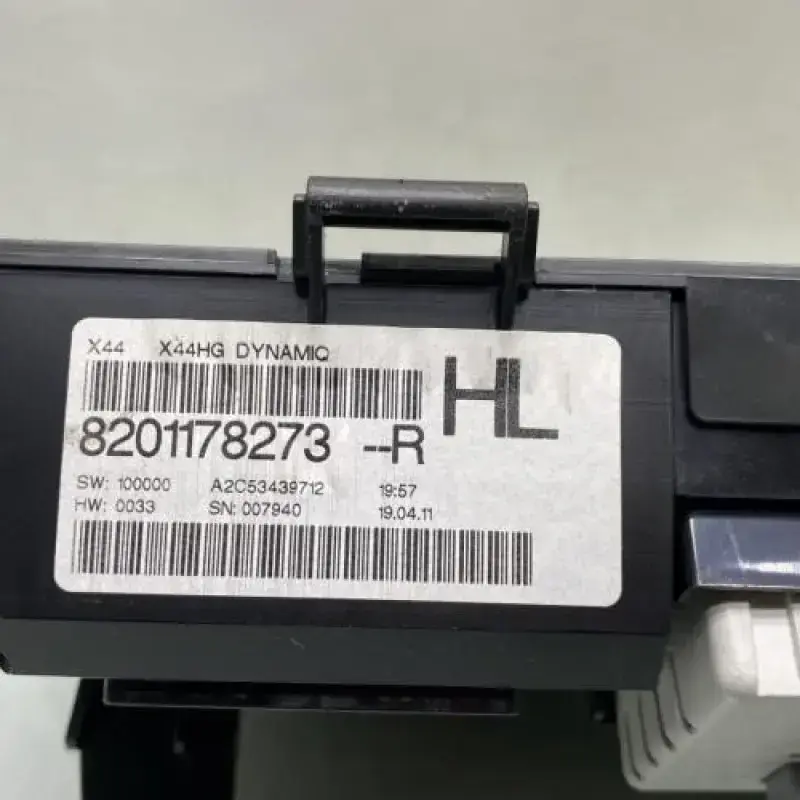 X44 X44HG DYNAMIQ
HL
8201178273 --R
SW: 100000 A2C53439712 19:57
HW: 0033 SN: 007940 19.04.11